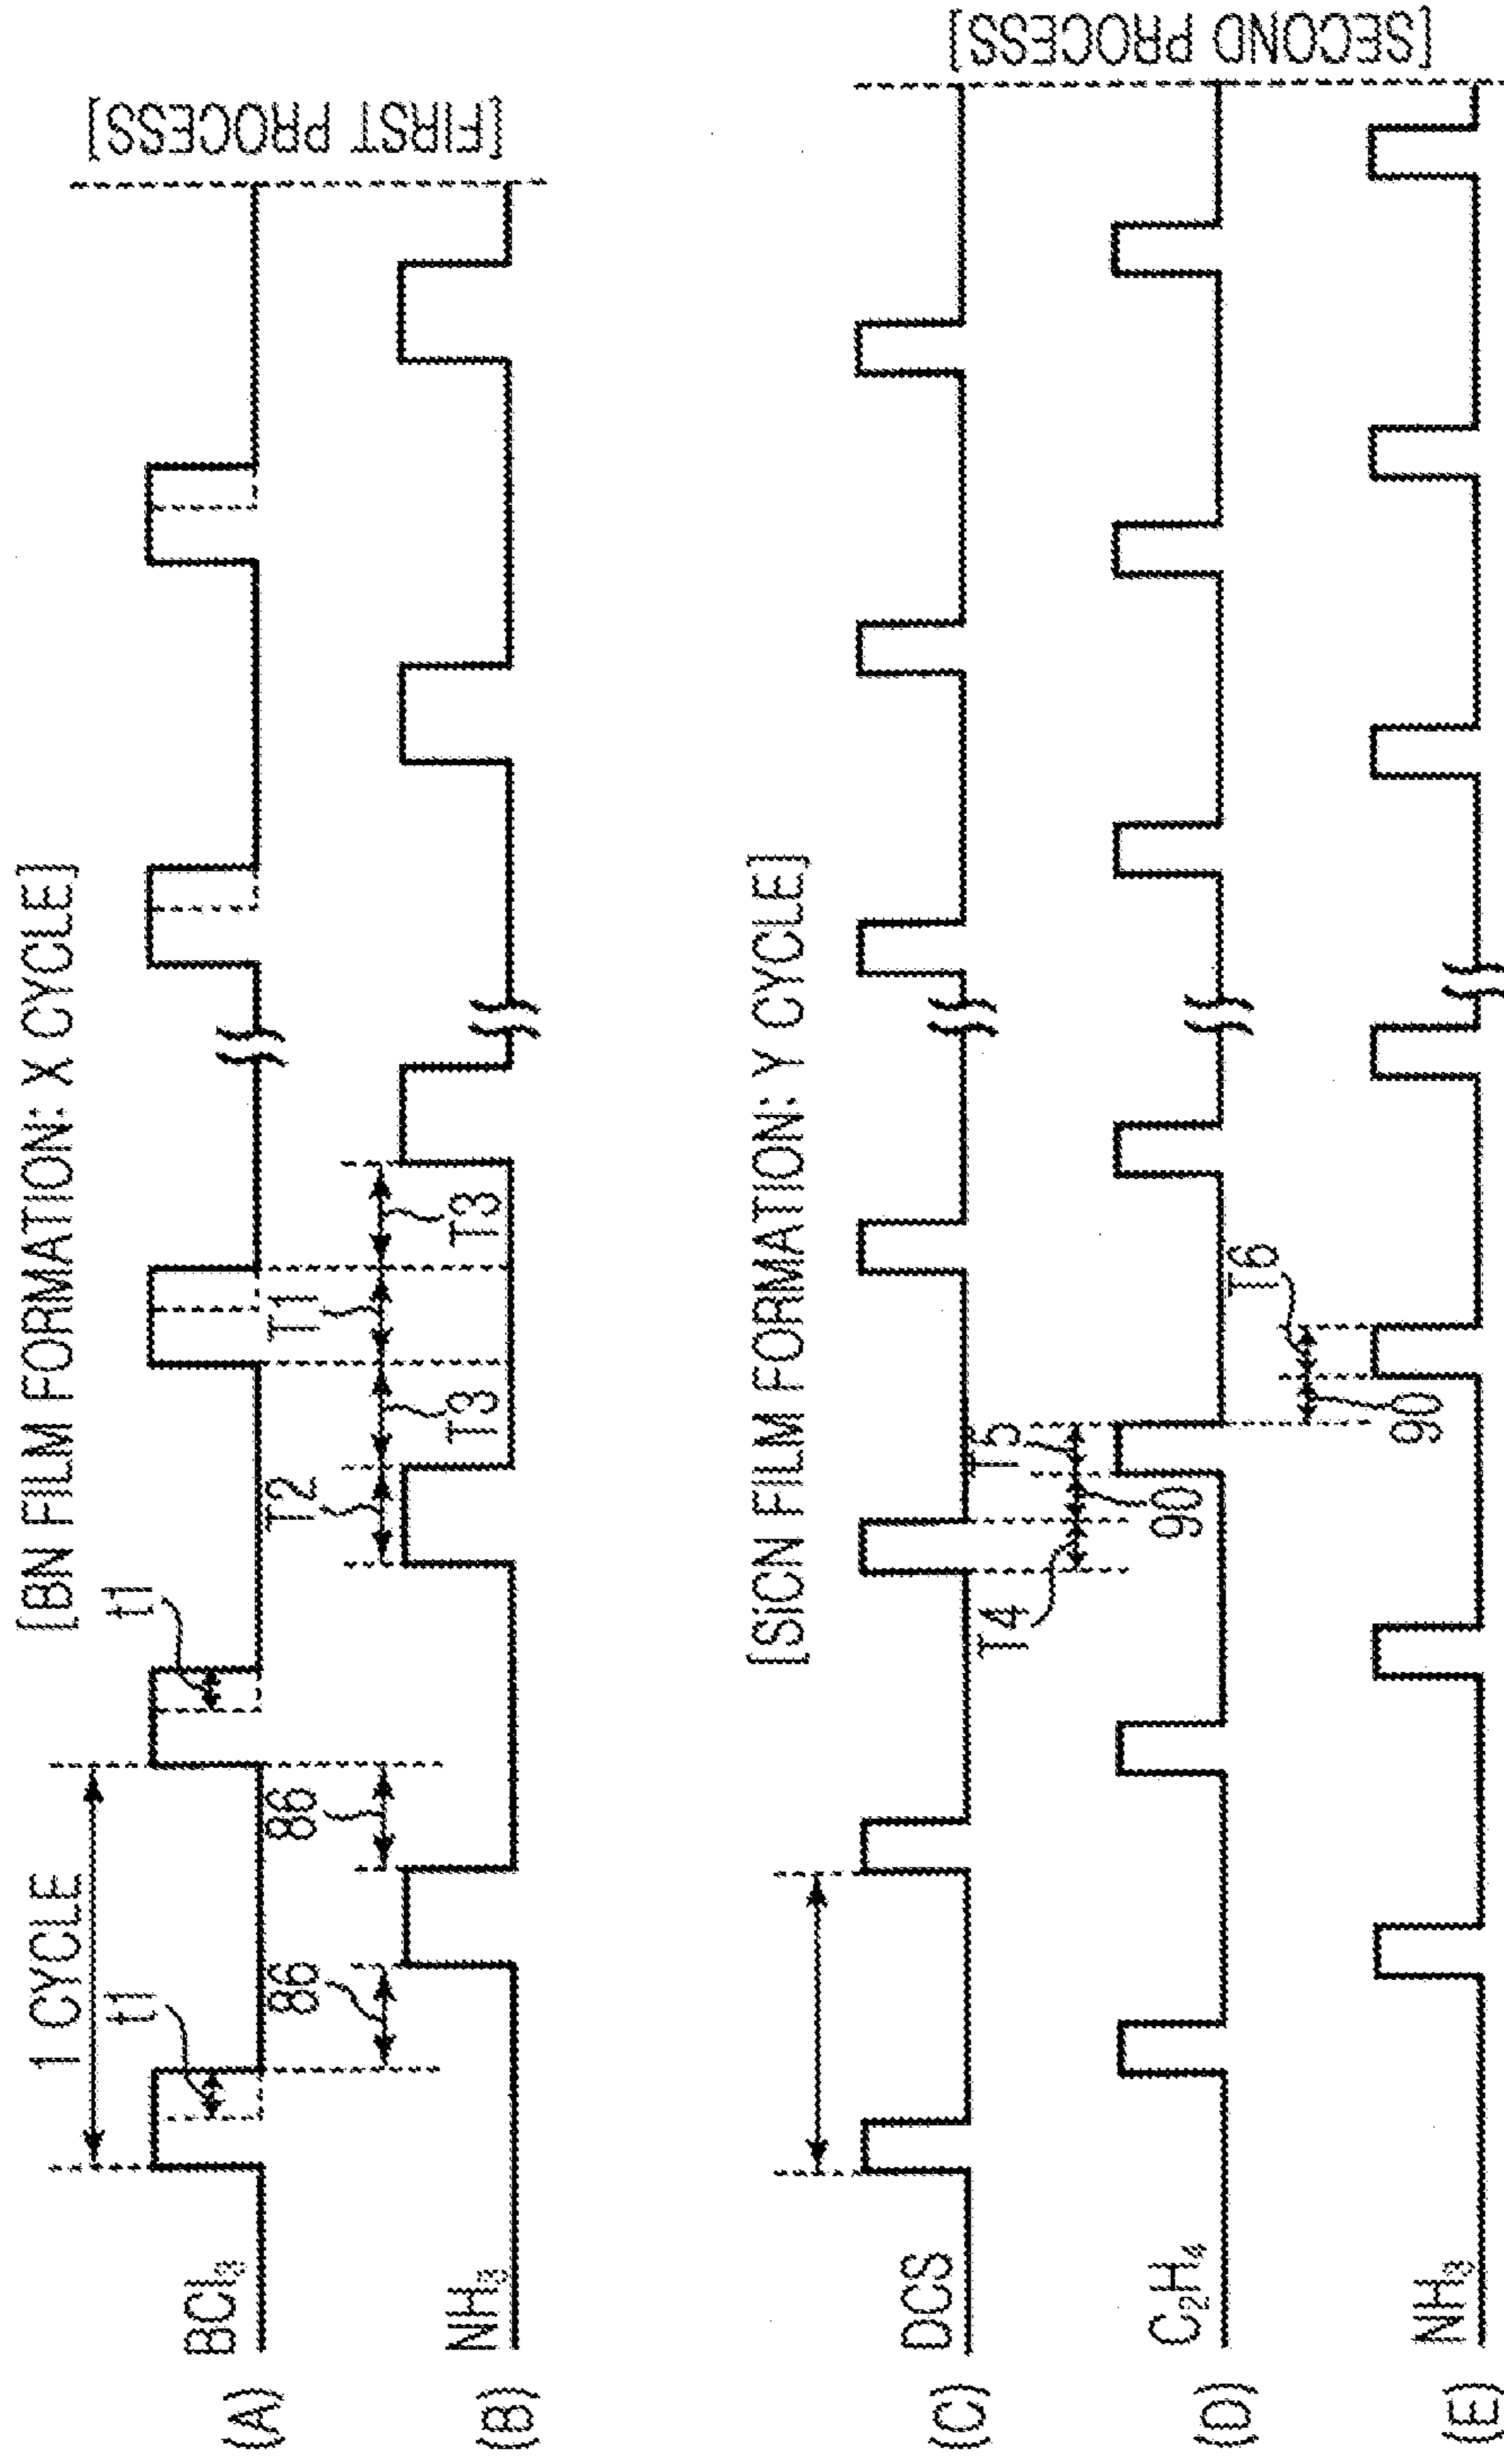 [BN FILM FORMATION: X CYCLE]
1 CYCLE
t1
t1
(A)
BCl₃
86
86
T2
T3
T1
T3
(B)
NH₃
[FIRST PROCESS]
[SiCN FILM FORMATION: Y CYCLE]
(C)
DCS
T4
90
T5
(D)
C₂H₄
90
T6
(E)
NH₃
[SECOND PROCESS]